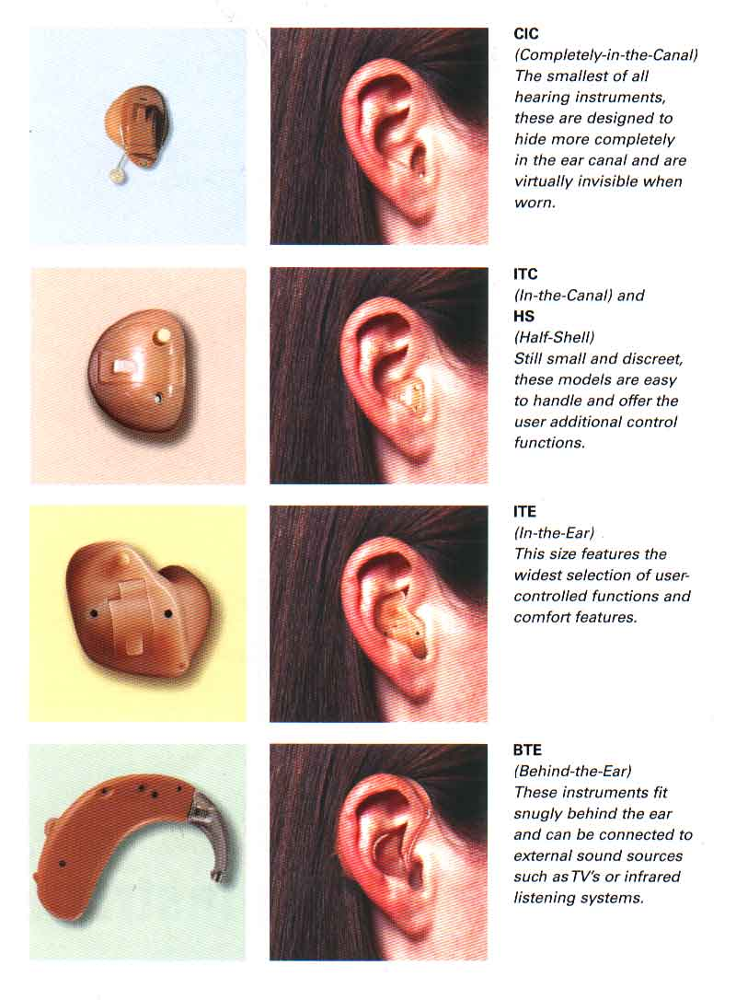 CIC
(Completely-in-the-Canal)
The smallest of all
hearing instruments,
these are designed to
hide more completely
in the ear canal and are
virtually invisible when
worn.
ITC
(In-the-Canal) and
HS
(Half-Shell)
Still small and discreet,
these models are easy
to handle and offer the
user additional control
functions.
ITE
(In-the-Ear)
This size features the
widest selection of user-
controlled functions and
comfort features.
BTE
(Behind-the-Ear)
These instruments fit
snugly behind the ear
and can be connected to
external sound sources
such as TV's or infrared
listening systems.